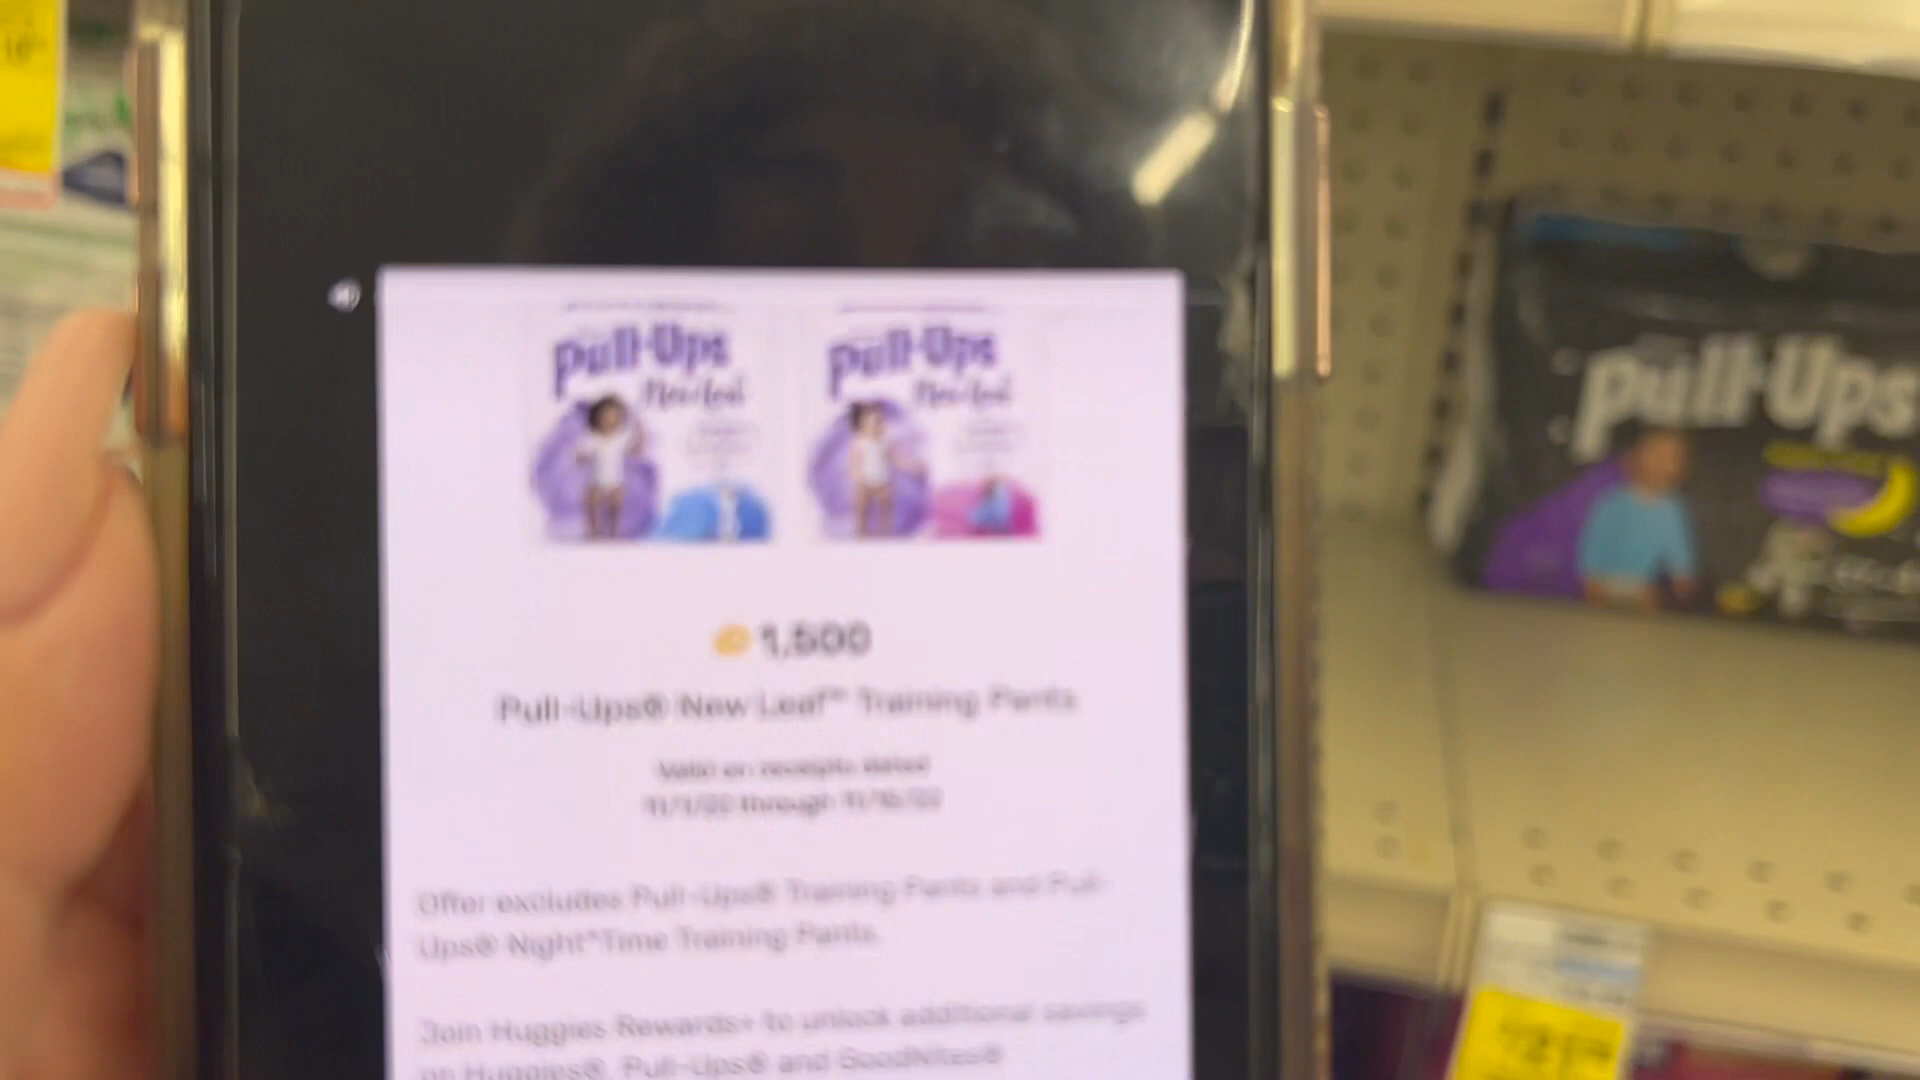 Pull-Ups
New Leaf
Pull-Ups
New Leaf
1,500
Pull-Ups® New Leaf™ Training Pants
Valid on receipts dated
through
Offer excludes Pull-Ups® Training Pants and Pull-
Ups® Night*Time Training Pants.
Join Huggies Rewards+ to unlock additional savings
on Huggies®, Pull-Ups® and GoodNites®
Pull-Ups